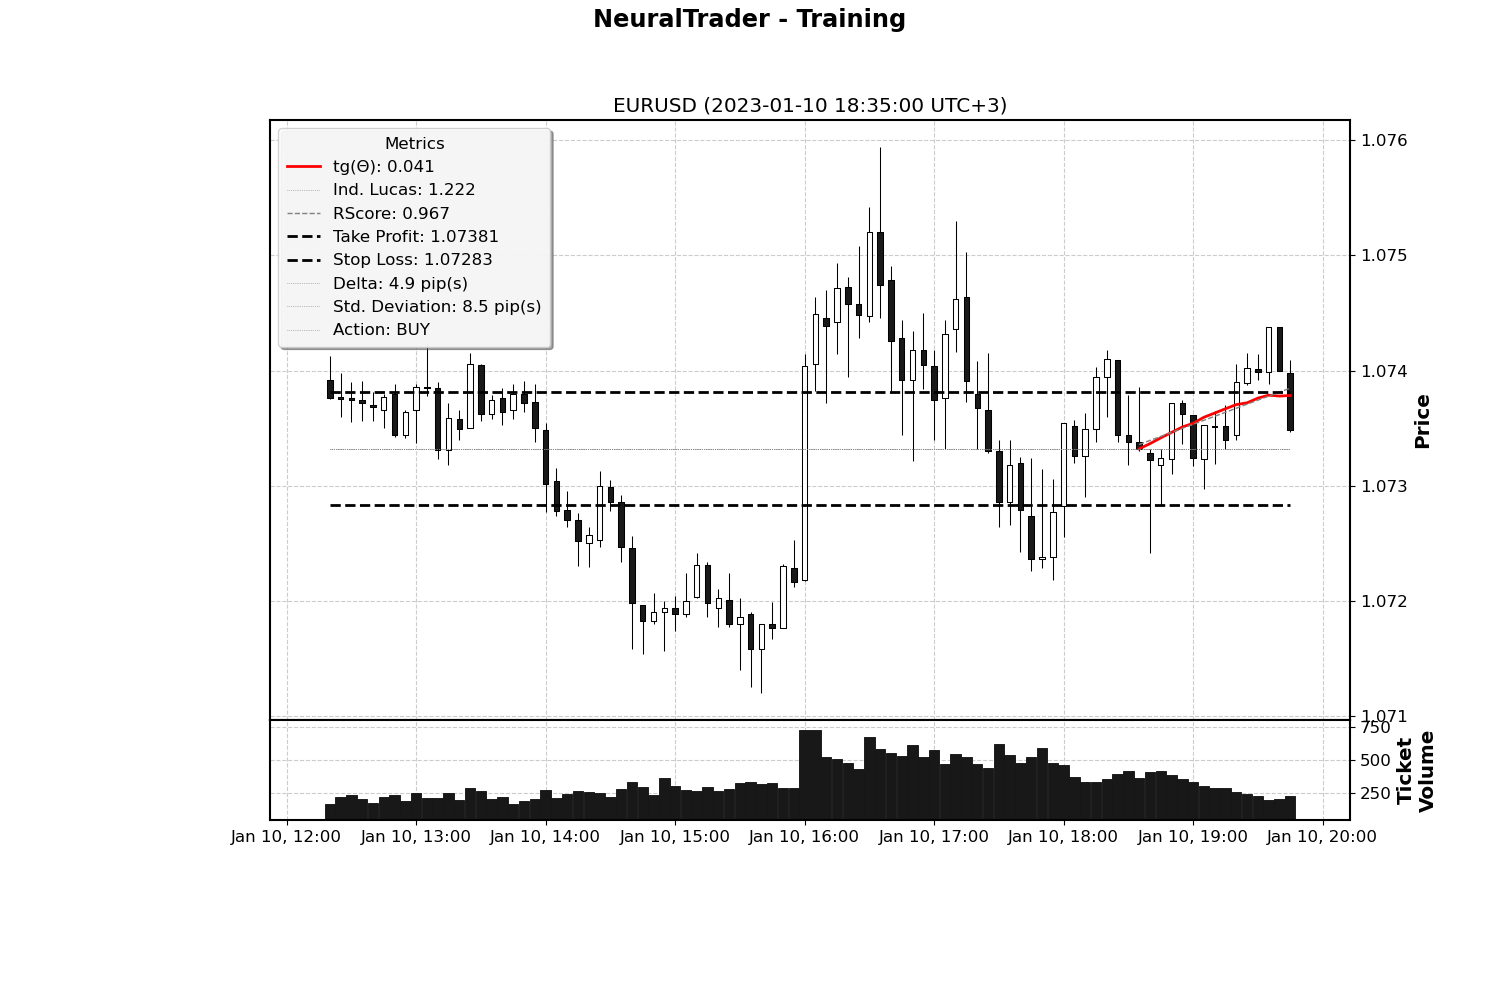 NeuralTrader - Training
EURUSD (2023-01-10 18:35:00 UTC+3)
Metrics
tg(Θ): 0.041
Ind. Lucas: 1.222
RScore: 0.967
Take Profit: 1.07381
Stop Loss: 1.07283
Delta: 4.9 pip(s)
Std. Deviation: 8.5 pip(s)
Action: BUY
1.076
1.075
1.074
1.073
1.072
1.071
Price
750
500
250
Ticket
Volume
Jan 10, 12:00 Jan 10, 13:00 Jan 10, 14:00 Jan 10, 15:00 Jan 10, 16:00 Jan 10, 17:00 Jan 10, 18:00 Jan 10, 19:00 Jan 10, 20:00